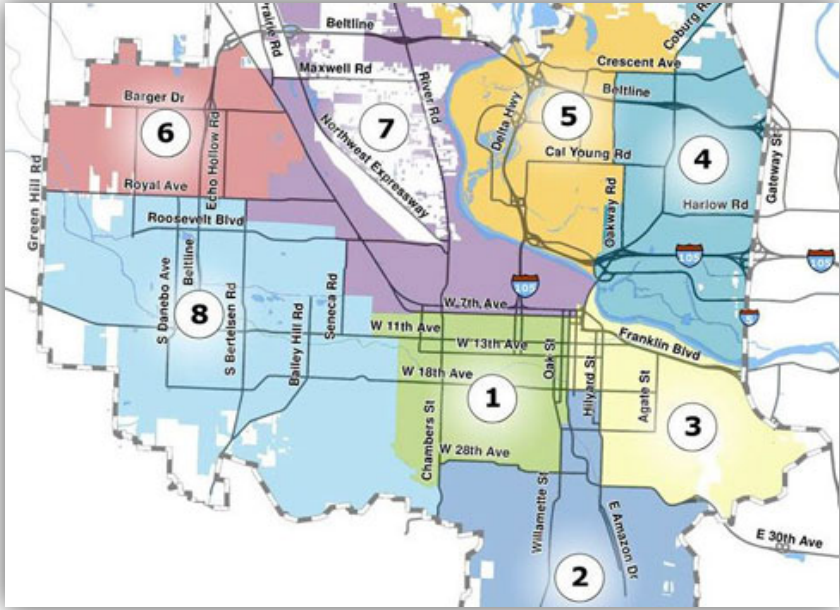 Prairie Rd
Beltline
Coburg Rd
Crescent Ave
Maxwell Rd
River Rd
Beltline
Barger Dr
Delta Hwy
5
6
7
Northwest Expressway
Echo Hollow Rd
Cal Young Rd
4
Gateway St
Green Hill Rd
Royal Ave
Oakway Rd
Harlow Rd
Roosevelt Blvd
105
105
105
S Danebo Ave
Beltline
S Bertelsen Rd
Seneca Rd
Bailey Hill Rd
8
W 7th Ave
5
W 11th Ave
W 13th Ave
Oak St
Franklin Blvd
Hilyard St
W 18th Ave
Agate St
1
3
Chambers St
W 28th Ave
Willamette St
E Amazon Dr
E 30th Ave
2